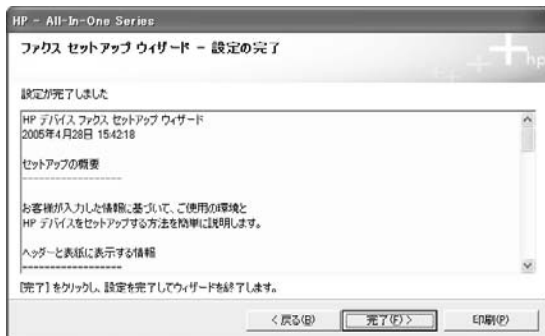 HP - All-In-One Series
ファクス セットアップ ウィザード - 設定の完了
hp
設定が完了しました
HP デバイス ファクス セットアップ ウィザード
2005年4月28日 15:42:18
セットアップの概要
--------------------
お客様が入力した情報に基づいて、ご使用の環境と
HP デバイスをセットアップする方法を簡単に説明します。
ヘッダーと表紙に表示する情報
--------------------
[完了] をクリックし、設定を完了してウィザードを終了します。
< 戻る(B)
完了(F) >
印刷(P)